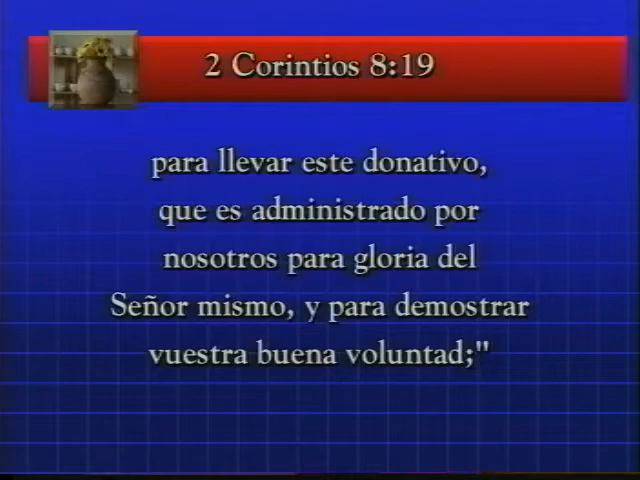 2 Corintios 8:19
para llevar este donativo,
que es administrado por
nosotros para gloria del
Señor mismo, y para demostrar
vuestra buena voluntad;"